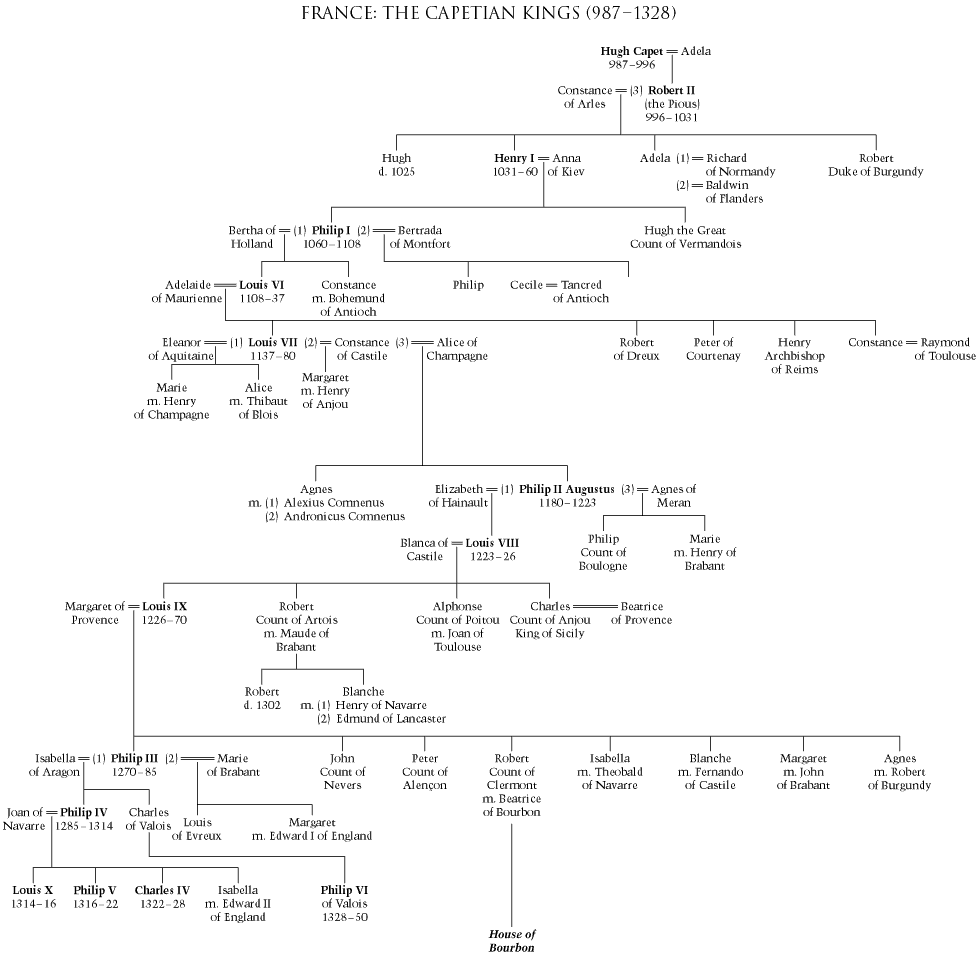 FRANCE: THE CAPETIAN KINGS (987–1328)
Hugh Capet = Adela
987–996
Constance = (3) Robert II
of Arles (the Pious)
996–1031
Hugh Henry I = Anna Adela (1) = Richard Robert
d. 1025 1031–60 of Kiev of Normandy Duke of Burgundy
(2) = Baldwin
of Flanders
Bertha of = (1) Philip I (2) = Bertrada Hugh the Great
Holland 1060–1108 of Montfort Count of Vermandois
Adelaide = Louis VI Constance Philip Cecile = Tancred
of Maurienne 1108–37 m. Bohemund of Antioch
of Antioch
Eleanor = (1) Louis VII (2) = Constance (3) = Alice of Robert Peter of Henry Constance = Raymond
of Aquitaine 1137–80 of Castile Champagne of Dreux Courtenay Archbishop of Toulouse
of Reims
Marie Alice Margaret
m. Henry m. Thibaut m. Henry
of Champagne of Blois of Anjou
Agnes Elizabeth = (1) Philip II Augustus (3) = Agnes of
m. (1) Alexius Comnenus of Hainault 1180–1223 Meran
(2) Andronicus Comnenus
Blanca of = Louis VIII Philip Marie
Castile 1223–26 Count of m. Henry of
Boulogne Brabant
Margaret of = Louis IX Robert Alphonse Charles = Beatrice
Provence 1226–70 Count of Artois Count of Poitou Count of Anjou of Provence
m. Maude of m. Joan of King of Sicily
Brabant Toulouse
Robert Blanche
d. 1302 m. (1) Henry of Navarre
(2) Edmund of Lancaster
Isabella = (1) Philip III (2) = Marie John Peter Robert Isabella Blanche Margaret Agnes
of Aragon 1270–85 of Brabant Count of Count of Count of m. Theobald m. Fernando m. John m. Robert
Nevers Alençon Clermont of Navarre of Castile of Brabant of Burgundy
m. Beatrice
of Bourbon
Joan of = Philip IV Charles Louis Margaret
Navarre 1285–1314 of Valois of Evreux m. Edward I of England
Louis X Philip V Charles IV Isabella Philip VI
1314–16 1316–22 1322–28 m. Edward II of Valois
of England 1328–50
House of
Bourbon